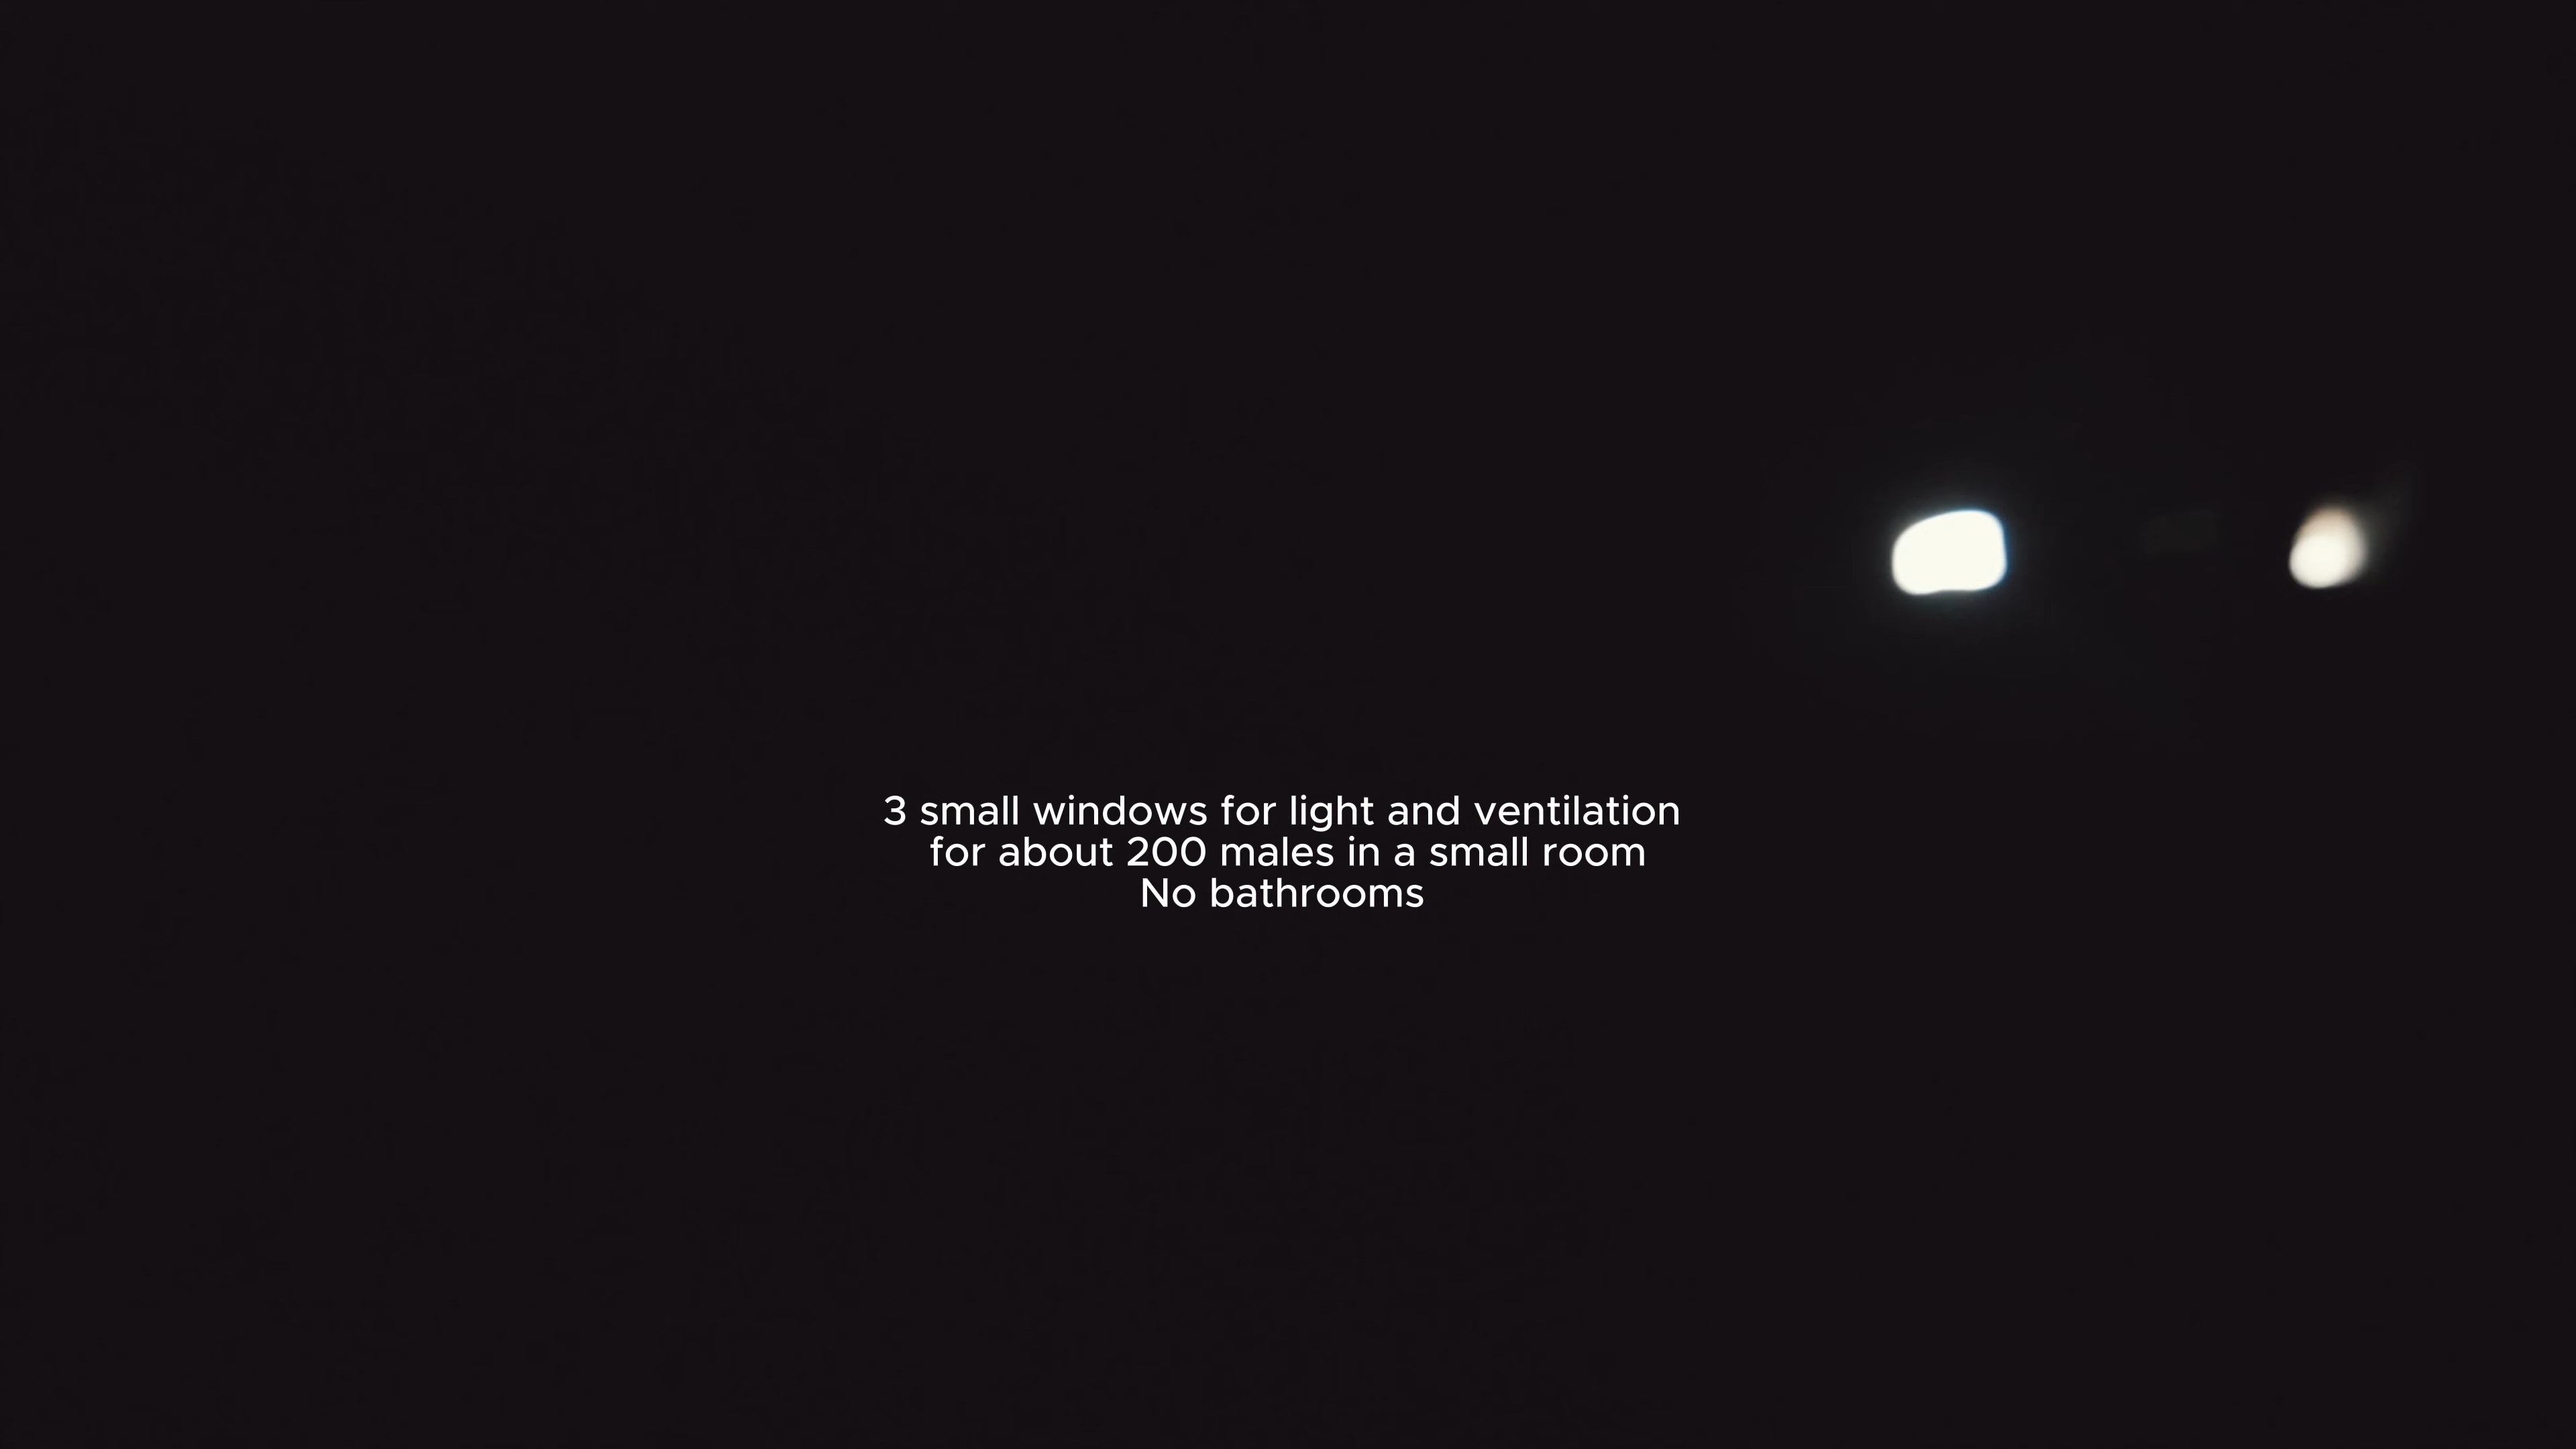 3 small windows for light and ventilation
for about 200 males in a small room
No bathrooms